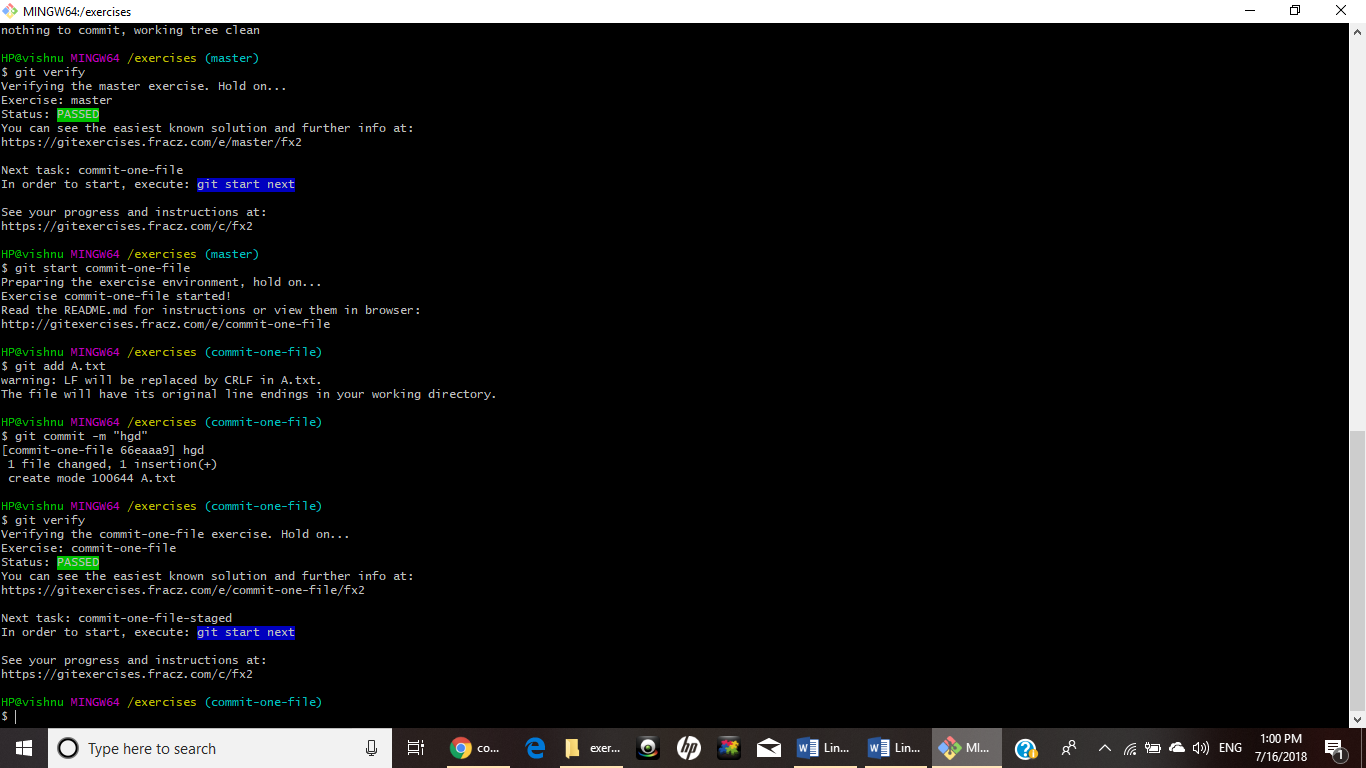 MINGW64:/exercises
nothing to commit, working tree clean
HP@vishnu MINGW64 /exercises (master)
$ git verify
Verifying the master exercise. Hold on...
Exercise: master
Status: PASSED
You can see the easiest known solution and further info at:
https://gitexercises.fracz.com/e/master/fx2
Next task: commit-one-file
In order to start, execute: git start next
See your progress and instructions at:
https://gitexercises.fracz.com/c/fx2
HP@vishnu MINGW64 /exercises (master)
$ git start commit-one-file
Preparing the exercise environment, hold on...
Exercise commit-one-file started!
Read the README.md for instructions or view them in browser:
http://gitexercises.fracz.com/e/commit-one-file
HP@vishnu MINGW64 /exercises (commit-one-file)
$ git add A.txt
warning: LF will be replaced by CRLF in A.txt.
The file will have its original line endings in your working directory.
HP@vishnu MINGW64 /exercises (commit-one-file)
$ git commit -m "hgd"
[commit-one-file 66eaaa9] hgd
1 file changed, 1 insertion(+)
create mode 100644 A.txt
HP@vishnu MINGW64 /exercises (commit-one-file)
$ git verify
Verifying the commit-one-file exercise. Hold on...
Exercise: commit-one-file
Status: PASSED
You can see the easiest known solution and further info at:
https://gitexercises.fracz.com/e/commit-one-file/fx2
Next task: commit-one-file-staged
In order to start, execute: git start next
See your progress and instructions at:
https://gitexercises.fracz.com/c/fx2
HP@vishnu MINGW64 /exercises (commit-one-file)
$
Type here to search co... exer... hp W Lin... W Lin... MI... ? ENG 1:00 PM 1
7/16/2018